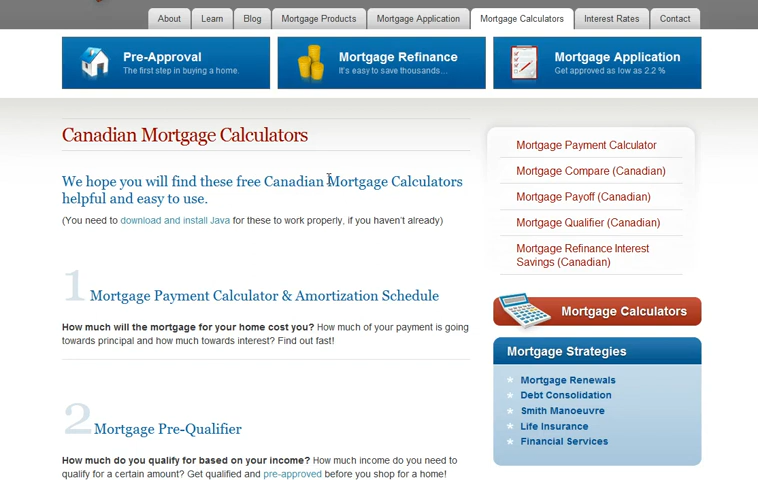 About
Learn
Blog
Mortgage Products
Mortgage Application
Mortgage Calculators
Interest Rates
Contact
Pre-Approval
The first step in buying a home.
Mortgage Refinance
It's easy to save thousands...
Mortgage Application
Get approved as low as 2.2 %
Canadian Mortgage Calculators
We hope you will find these free Canadian Mortgage Calculators
helpful and easy to use.
(You need to download and install Java for these to work properly, if you haven't already)
1 Mortgage Payment Calculator & Amortization Schedule
How much will the mortgage for your home cost you? How much of your payment is going
towards principal and how much towards interest? Find out fast!
2 Mortgage Pre-Qualifier
How much do you qualify for based on your income? How much income do you need to
qualify for a certain amount? Get qualified and pre-approved before you shop for a home!
Mortgage Payment Calculator
Mortgage Compare (Canadian)
Mortgage Payoff (Canadian)
Mortgage Qualifier (Canadian)
Mortgage Refinance Interest
Savings (Canadian)
Mortgage Calculators
Mortgage Strategies
Mortgage Renewals
Debt Consolidation
Smith Manoeuvre
Life Insurance
Financial Services